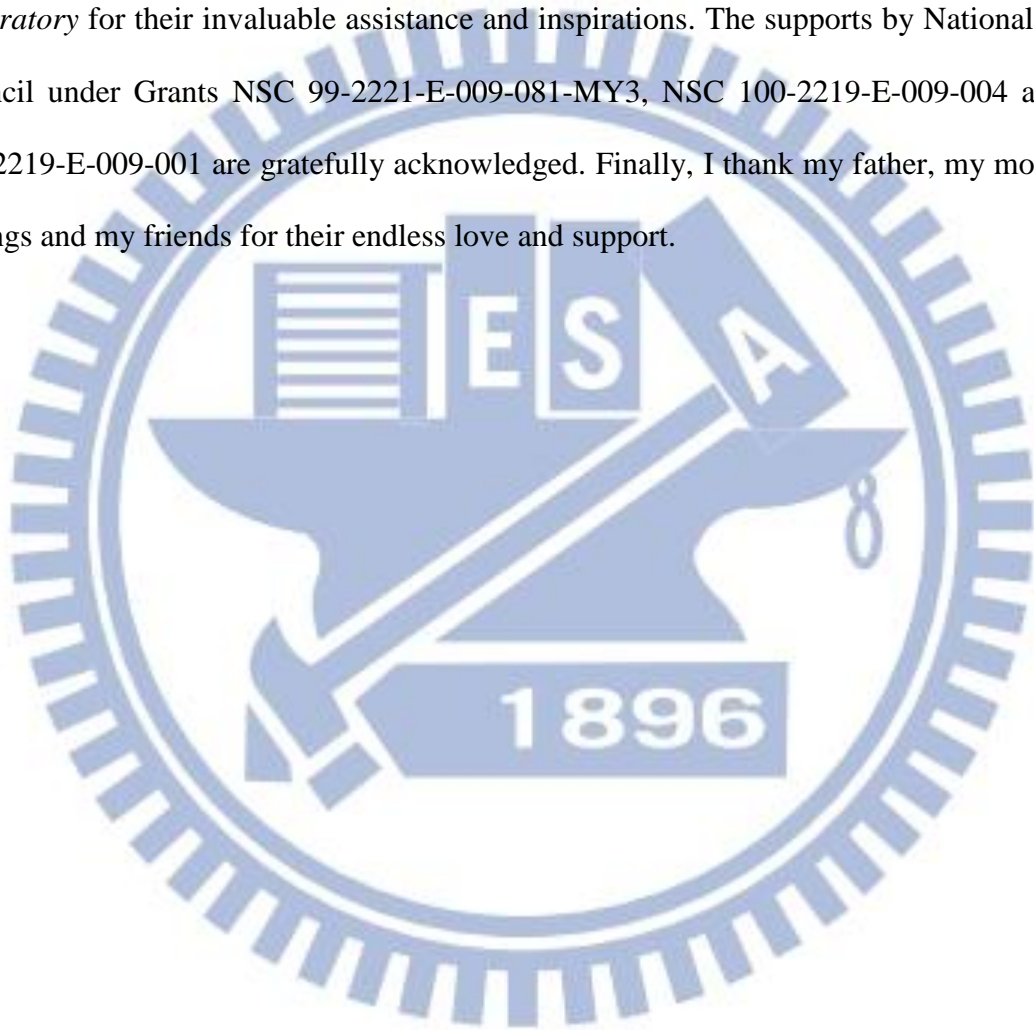 ratory for their invaluable assistance and inspirations. The supports by National
ncil under Grants NSC 99-2221-E-009-081-MY3, NSC 100-2219-E-009-004 a
2219-E-009-001 are gratefully acknowledged. Finally, I thank my father, my mo
ngs and my friends for their endless love and support.
E S A
1896